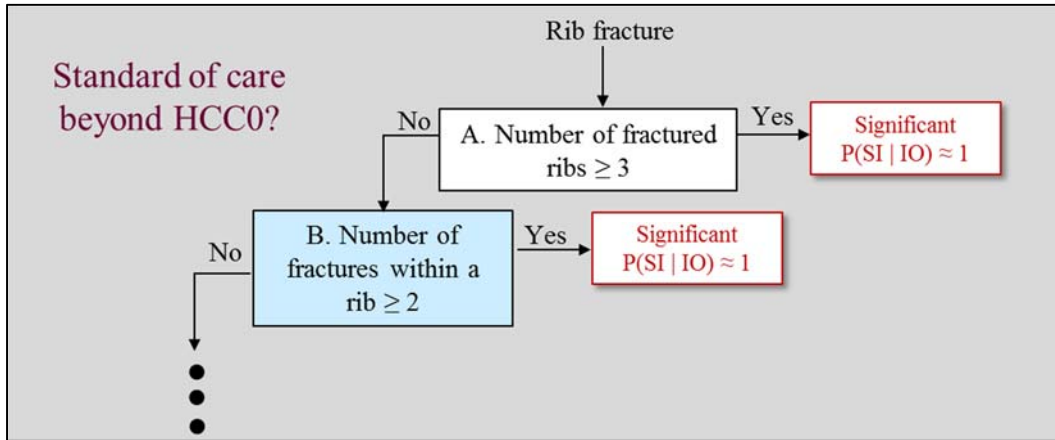 Rib fracture
Standard of care
beyond HCC0?
No
A. Number of fractured
ribs ≥ 3
Yes
Significant
P(SI | IO) ≈ 1
No
B. Number of
fractures within a
rib ≥ 2
Yes
Significant
P(SI | IO) ≈ 1